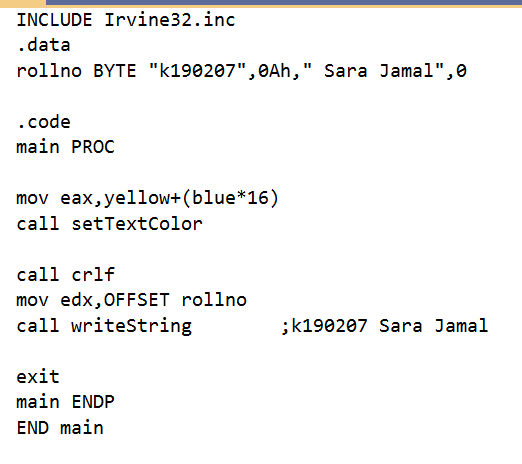 INCLUDE Irvine32.inc
.data
rollno BYTE "k190207",0Ah," Sara Jamal",0
.code
main PROC
mov eax,yellow+(blue*16)
call setTextColor
call crlf
mov edx,OFFSET rollno
call writeString        ;k190207 Sara Jamal
exit
main ENDP
END main